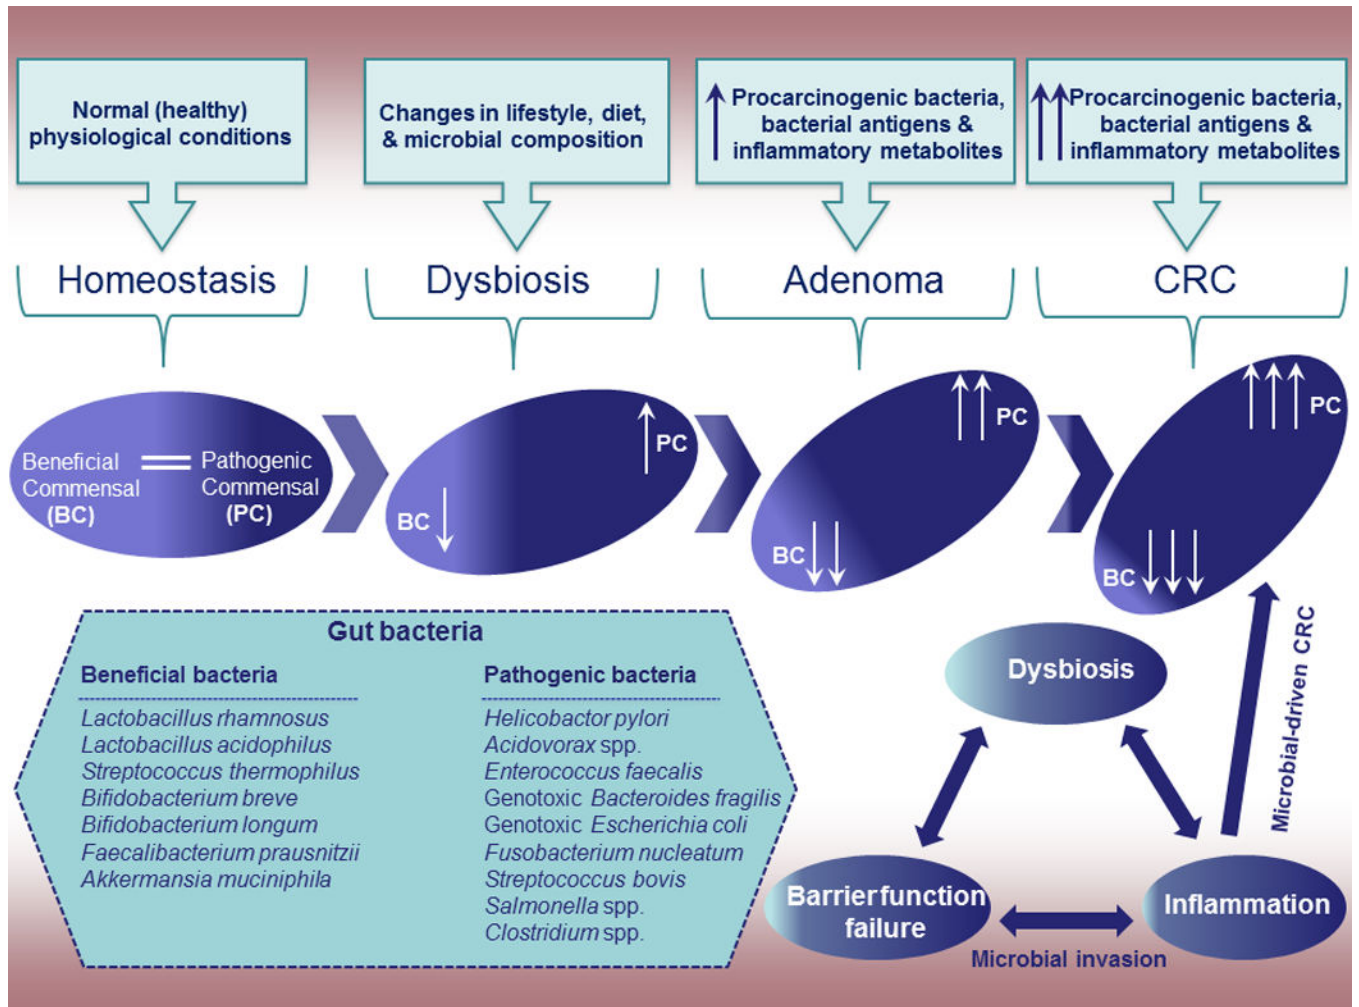 Normal (healthy)
physiological conditions
Changes in lifestyle, diet,
& microbial composition
Procarcinogenic bacteria,
bacterial antigens &
inflammatory metabolites
Procarcinogenic bacteria,
bacterial antigens &
inflammatory metabolites
Homeostasis
Dysbiosis
Adenoma
CRC
Beneficial
Commensal
(BC)
Pathogenic
Commensal
(PC)
PC
BC
PC
BC
PC
BC
Gut bacteria
Beneficial bacteria
Lactobacillus rhamnosus
Lactobacillus acidophilus
Streptococcus thermophilus
Bifidobacterium breve
Bifidobacterium longum
Faecalibacterium prausnitzii
Akkermansia muciniphila
Pathogenic bacteria
Helicobactor pylori
Acidovorax spp.
Enterococcus faecalis
Genotoxic Bacteroides fragilis
Genotoxic Escherichia coli
Fusobacterium nucleatum
Streptococcus bovis
Salmonella spp.
Clostridium spp.
Dysbiosis
Microbial-driven CRC
Barrier function
failure
Inflammation
Microbial invasion